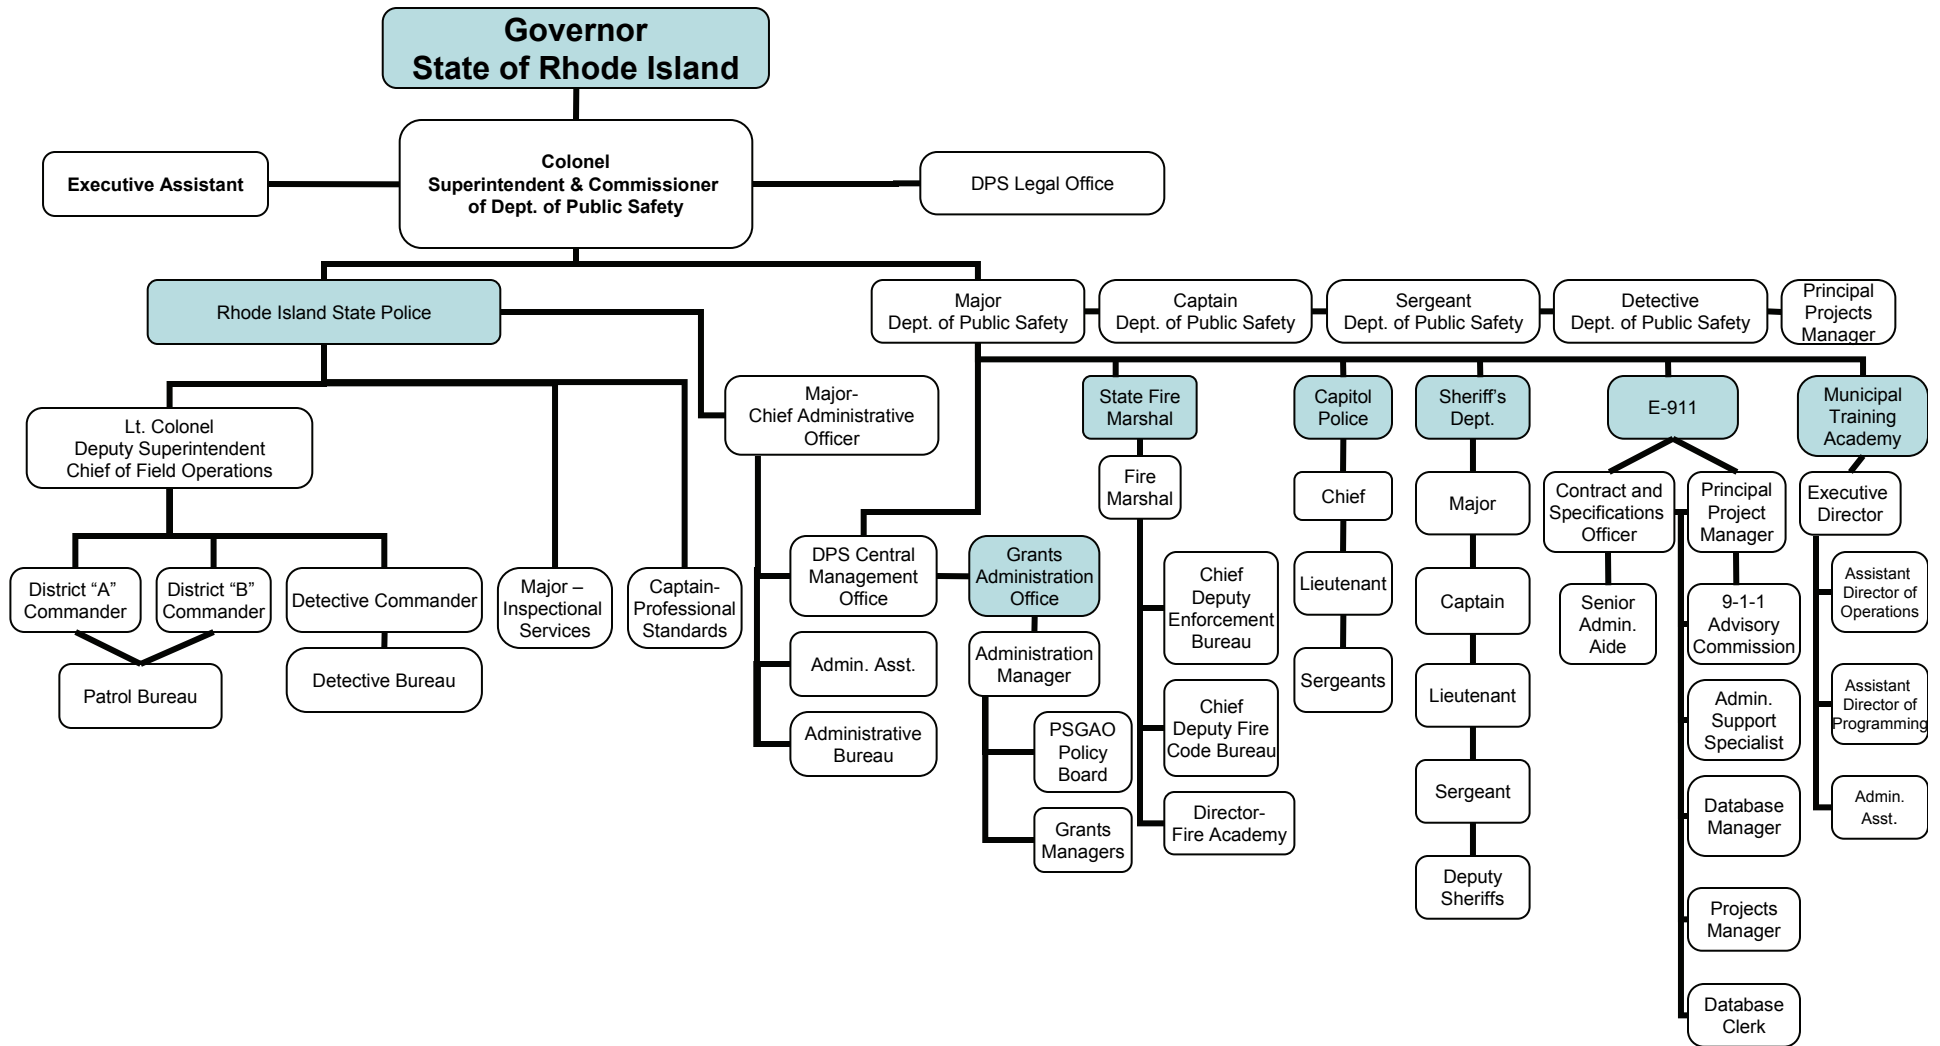 Governor
State of Rhode Island
Executive Assistant
Colonel
Superintendent & Commissioner
of Dept. of Public Safety
DPS Legal Office
Rhode Island State Police
Major
Dept. of Public Safety
Captain
Dept. of Public Safety
Sergeant
Dept. of Public Safety
Detective
Dept. of Public Safety
Principal
Projects
Manager
Lt. Colonel
Deputy Superintendent
Chief of Field Operations
Major-
Chief Administrative
Officer
State Fire
Marshal
Capitol
Police
Sheriff's
Dept.
E-911
Municipal
Training
Academy
Fire
Marshal
Chief
Major
Contract and
Specifications
Officer
Principal
Project
Manager
Executive
Director
District “A”
Commander
District “B”
Commander
Detective Commander
Major –
Inspectional
Services
Captain-
Professional
Standards
DPS Central
Management
Office
Grants
Administration
Office
Chief
Deputy
Enforcement
Bureau
Lieutenant
Captain
Senior
Admin.
Aide
9-1-1
Advisory
Commission
Assistant
Director of
Operations
Patrol Bureau
Detective Bureau
Admin. Asst.
Administration
Manager
Sergeants
Lieutenant
Admin.
Support
Specialist
Assistant
Director of
Programming
Administrative
Bureau
PSGAO
Policy
Board
Chief
Deputy Fire
Code Bureau
Sergeant
Database
Manager
Admin.
Asst.
Grants
Managers
Director-
Fire Academy
Deputy
Sheriffs
Projects
Manager
Database
Clerk